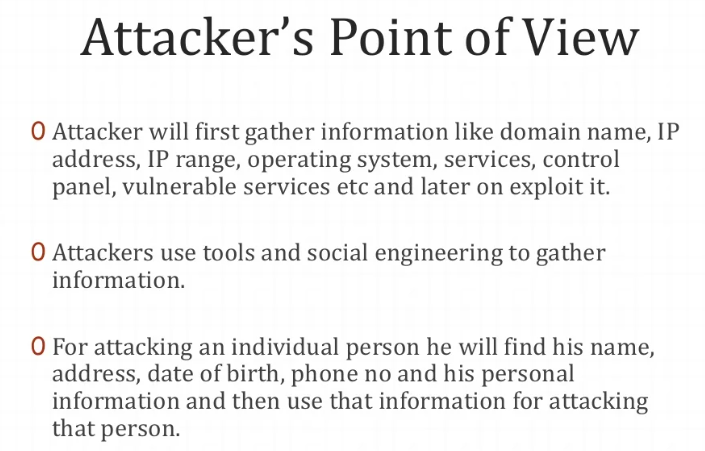 Attacker’s Point of View
O Attacker will first gather information like domain name, IP
address, IP range, operating system, services, control
panel, vulnerable services etc and later on exploit it.
O Attackers use tools and social engineering to gather
information.
O For attacking an individual person he will find his name,
address, date of birth, phone no and his personal
information and then use that information for attacking
that person.